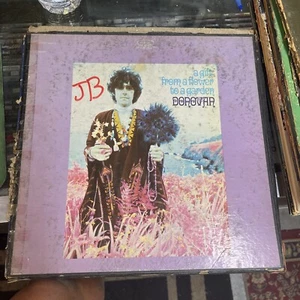 JB
a gift
from a flower
to a garden
DONOVAN